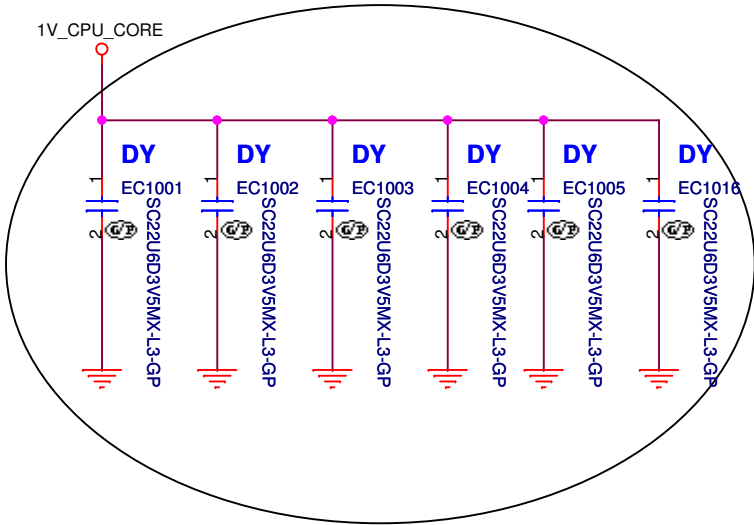 1V_CPU_CORE
DY
DY
DY
DY
DY
DY
1
EC1001
1
EC1002
1
EC1003
1
EC1004
1
EC1005
1
EC1016
2
G/P
2
G/P
2
G/P
2
G/P
2
G/P
2
G/P
SC22U6D3V5MX-L3-GP
SC22U6D3V5MX-L3-GP
SC22U6D3V5MX-L3-GP
SC22U6D3V5MX-L3-GP
SC22U6D3V5MX-L3-GP
SC22U6D3V5MX-L3-GP